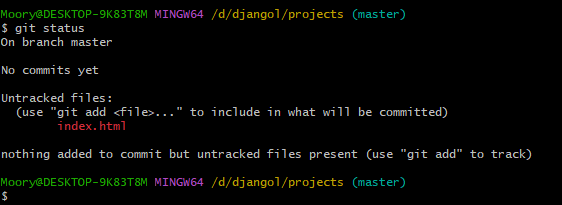 Moory@DESKTOP-9K83T8M MINGW64 /d/djangol/projects (master)
$ git status
On branch master
No commits yet
Untracked files:
(use "git add <file>..." to include in what will be committed)
index.html
nothing added to commit but untracked files present (use "git add" to track)
Moory@DESKTOP-9K83T8M MINGW64 /d/djangol/projects (master)
$